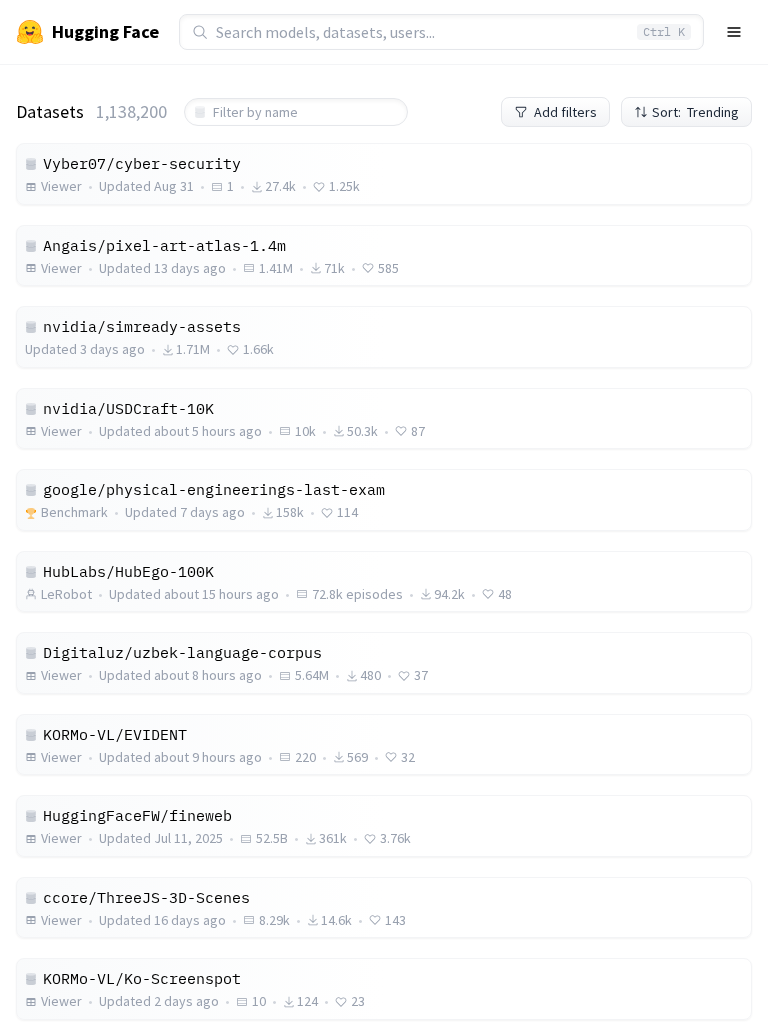 Hugging Face
Search models, datasets, users...
Ctrl K
Datasets 1,138,200
Filter by name
Add filters
Sort: Trending
Vyber07/cyber-security
Viewer • Updated Aug 31 • 1 • 27.4k • 1.25k
Angais/pixel-art-atlas-1.4m
Viewer • Updated 13 days ago • 1.41M • 71k • 585
nvidia/simready-assets
Updated 3 days ago • 1.71M • 1.66k
nvidia/USDCraft-10K
Viewer • Updated about 5 hours ago • 10k • 50.3k • 87
google/physical-engineerings-last-exam
Benchmark • Updated 7 days ago • 158k • 114
HubLabs/HubEgo-100K
LeRobot • Updated about 15 hours ago • 72.8k episodes • 94.2k • 48
Digitaluz/uzbek-language-corpus
Viewer • Updated about 8 hours ago • 5.64M • 480 • 37
KORMo-VL/EVIDENT
Viewer • Updated about 9 hours ago • 220 • 569 • 32
HuggingFaceFW/fineweb
Viewer • Updated Jul 11, 2025 • 52.5B • 361k • 3.76k
ccore/ThreeJS-3D-Scenes
Viewer • Updated 16 days ago • 8.29k • 14.6k • 143
KORMo-VL/Ko-Screenspot
Viewer • Updated 2 days ago • 10 • 124 • 23